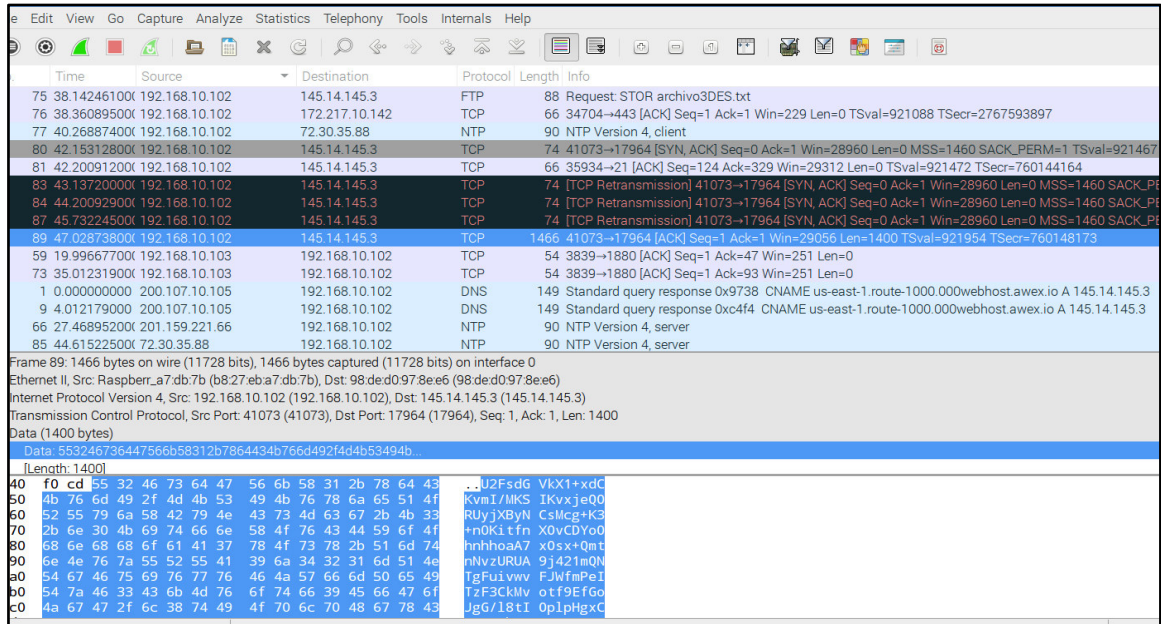 e Edit View Go Capture Analyze Statistics Telephony Tools Internals Help
Time Source Destination Protocol Length Info
75 38.142461000 192.168.10.102 145.14.145.3 FTP 88 Request: STOR archivo3DES.txt
76 38.360895000 192.168.10.102 172.217.10.142 TCP 66 34704→443 [ACK] Seq=1 Ack=1 Win=229 Len=0 TSval=921088 TSecr=2767593897
77 40.268874000 192.168.10.102 72.30.35.88 NTP 90 NTP Version 4, client
80 42.153128000 192.168.10.102 145.14.145.3 TCP 74 41073→17964 [SYN, ACK] Seq=0 Ack=1 Win=28960 Len=0 MSS=1460 SACK_PERM=1 TSval=921467
81 42.200912000 192.168.10.102 145.14.145.3 TCP 66 35934→21 [ACK] Seq=124 Ack=329 Win=29312 Len=0 TSval=921472 TSecr=760144164
83 43.137200000 192.168.10.102 145.14.145.3 TCP 74 [TCP Retransmission] 41073→17964 [SYN, ACK] Seq=0 Ack=1 Win=28960 Len=0 MSS=1460 SACK_PE
84 44.200929000 192.168.10.102 145.14.145.3 TCP 74 [TCP Retransmission] 41073→17964 [SYN, ACK] Seq=0 Ack=1 Win=28960 Len=0 MSS=1460 SACK_PE
87 45.732245000 192.168.10.102 145.14.145.3 TCP 74 [TCP Retransmission] 41073→17964 [SYN, ACK] Seq=0 Ack=1 Win=28960 Len=0 MSS=1460 SACK_PE
89 47.028738000 192.168.10.102 145.14.145.3 TCP 1466 41073→17964 [ACK] Seq=1 Ack=1 Win=29056 Len=1400 TSval=921954 TSecr=760148173
59 19.996677000 192.168.10.103 192.168.10.102 TCP 54 3839→1880 [ACK] Seq=1 Ack=47 Win=251 Len=0
73 35.012319000 192.168.10.103 192.168.10.102 TCP 54 3839→1880 [ACK] Seq=1 Ack=93 Win=251 Len=0
1 0.000000000 200.107.10.105 192.168.10.102 DNS 149 Standard query response 0x9738 CNAME us-east-1.route-1000.000webhost.awex.io A 145.14.145.3
9 4.012179000 200.107.10.105 192.168.10.102 DNS 149 Standard query response 0xc4f4 CNAME us-east-1.route-1000.000webhost.awex.io A 145.14.145.3
66 27.468952000 201.159.221.66 192.168.10.102 NTP 90 NTP Version 4, server
85 44.615225000 72.30.35.88 192.168.10.102 NTP 90 NTP Version 4, server
Frame 89: 1466 bytes on wire (11728 bits), 1466 bytes captured (11728 bits) on interface 0
Ethernet II, Src: Raspberr_a7:db:7b (b8:27:eb:a7:db:7b), Dst: 98:de:d0:97:8e:e6 (98:de:d0:97:8e:e6)
Internet Protocol Version 4, Src: 192.168.10.102 (192.168.10.102), Dst: 145.14.145.3 (145.14.145.3)
Transmission Control Protocol, Src Port: 41073 (41073), Dst Port: 17964 (17964), Seq: 1, Ack: 1, Len: 1400
Data (1400 bytes)
Data: 553246736447566b58312b7864434b766d492f4d4b53494b...
[Length: 1400]
40 f0 cd 55 32 46 73 64 47 56 6b 58 31 2b 78 64 43 ..U2FsdG VkX1+xdC
50 4b 76 6d 49 2f 4d 4b 53 49 4b 76 78 6a 65 51 4f KvmI/MKS IKvxjeQO
60 52 55 79 6a 58 42 79 4e 43 73 4d 63 67 2b 4b 33 RUyjXByN CsMcg+K3
70 2b 6e 30 4b 69 74 66 6e 58 4f 76 43 44 59 6f 4f +n0Kitfn XOvCDYoO
80 68 6e 68 68 6f 61 41 37 78 4f 73 78 2b 51 6d 74 hnhhoaA7 xOsx+Qmt
90 6e 4e 76 7a 55 52 55 41 39 6a 34 32 31 6d 51 4e nNvzURUA 9j421mQN
a0 54 67 46 75 69 76 77 76 46 4a 57 66 6d 50 65 49 TgFuivwv FJWfmPeI
b0 54 7a 46 33 43 6b 4d 76 6f 74 66 39 45 66 47 6f TzF3CkMv otf9EfGo
c0 4a 67 47 2f 6c 38 74 49 4f 70 6c 70 48 67 78 43 JgG/l8tI OplpHgxC